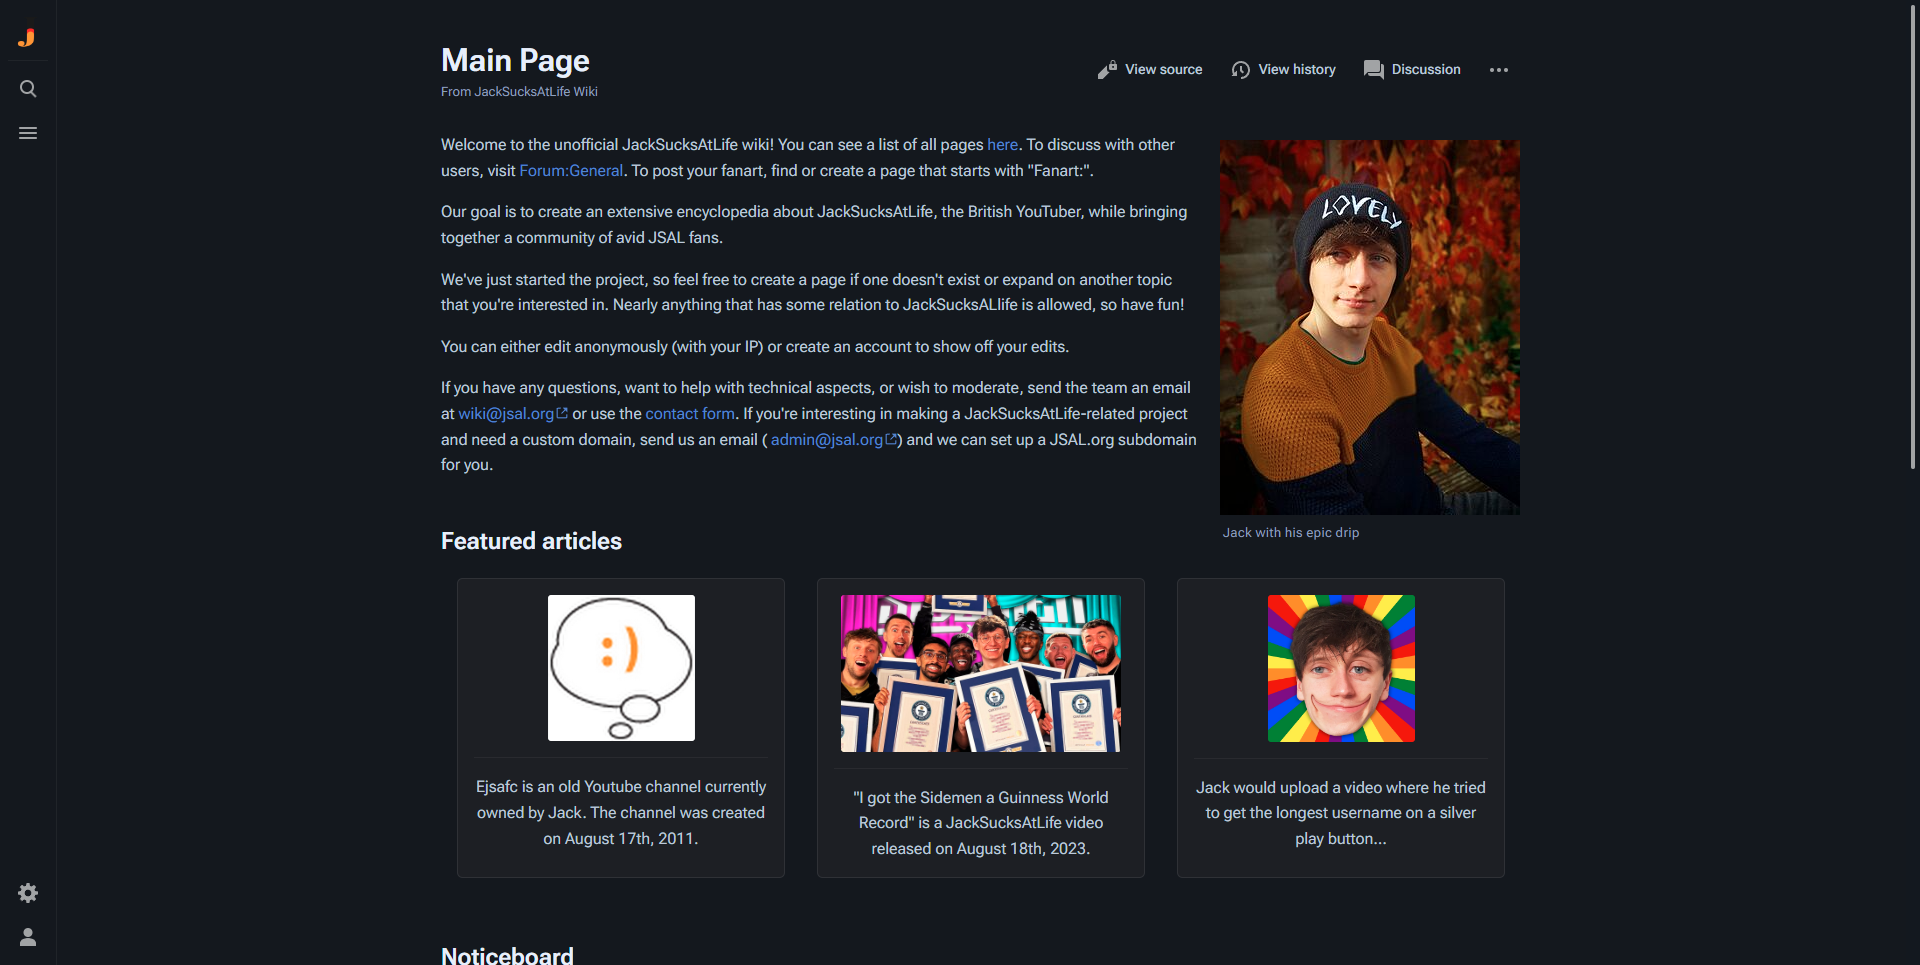 Main Page
From JackSucksAtLife Wiki
View source
View history
Discussion
Welcome to the unofficial JackSucksAtLife wiki! You can see a list of all pages here. To discuss with other
users, visit Forum:General. To post your fanart, find or create a page that starts with "Fanart:".
Our goal is to create an extensive encyclopedia about JackSucksAtLife, the British YouTuber, while bringing
together a community of avid JSAL fans.
We've just started the project, so feel free to create a page if one doesn't exist or expand on another topic
that you're interested in. Nearly anything that has some relation to JackSucksALlife is allowed, so have fun!
You can either edit anonymously (with your IP) or create an account to show off your edits.
If you have any questions, want to help with technical aspects, or wish to moderate, send the team an email
at wiki@jsal.org or use the contact form. If you're interesting in making a JackSucksAtLife-related project
and need a custom domain, send us an email ( admin@jsal.org) and we can set up a JSAL.org subdomain
for you.
LOVELY
Jack with his epic drip
Featured articles
:)
Ejsafc is an old Youtube channel currently
owned by Jack. The channel was created
on August 17th, 2011.
"I got the Sidemen a Guinness World
Record" is a JackSucksAtLife video
released on August 18th, 2023.
Jack would upload a video where he tried
to get the longest username on a silver
play button...
Noticeboard